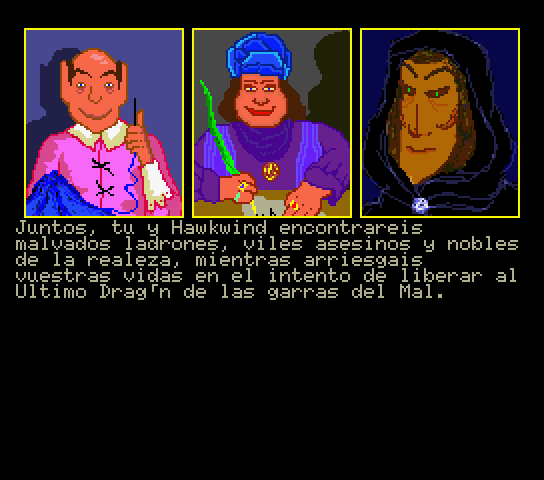 Juntos, tu y Hawkwind encontrareis
malvados ladrones, viles asesinos y nobles
de la realeza, mientras arriesgais
vuestras vidas en el intento de liberar al
Ultimo Drag'n de las garras del Mal.